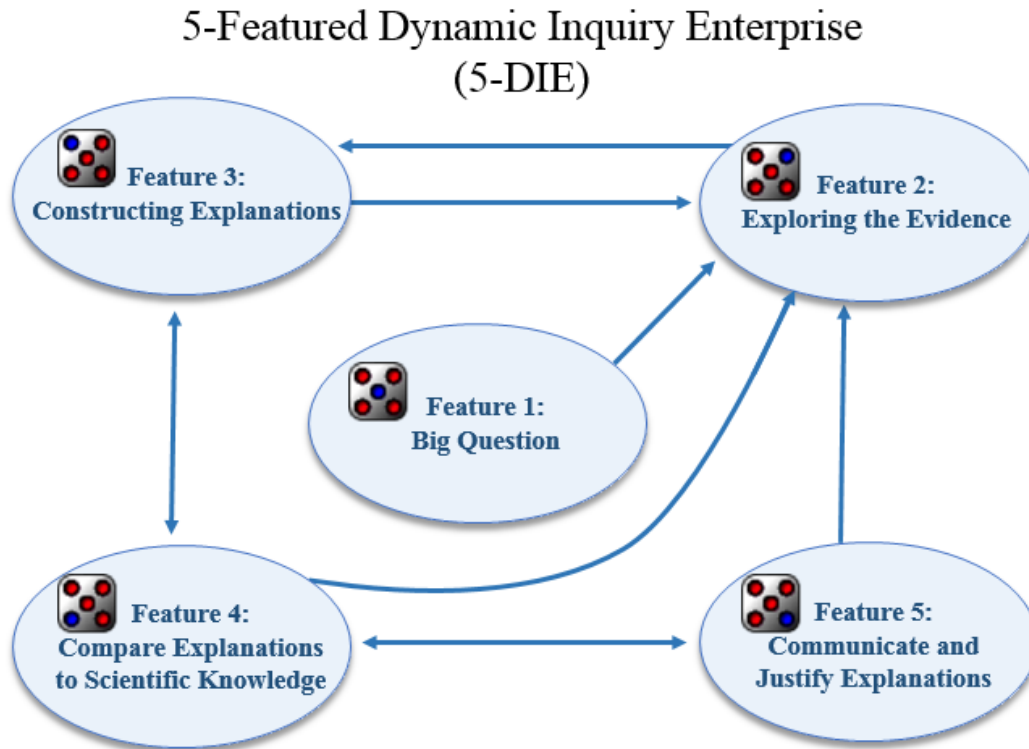 5-Featured Dynamic Inquiry Enterprise
(5-DIE)
Feature 3:
Constructing Explanations
Feature 2:
Exploring the Evidence
Feature 1:
Big Question
Feature 4:
Compare Explanations
to Scientific Knowledge
Feature 5:
Communicate and
Justify Explanations